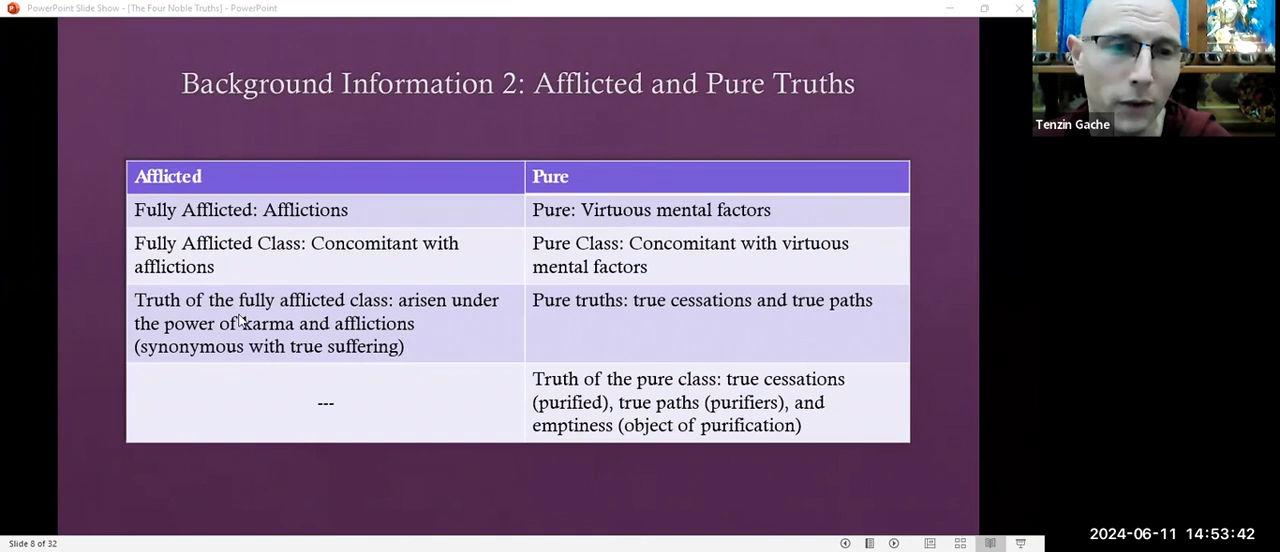 PowerPoint Slide Show - [The Four Noble Truths] - PowerPoint
Tenzin Gache
Background Information 2: Afflicted and Pure Truths
Afflicted
Pure
Fully Afflicted: Afflictions
Pure: Virtuous mental factors
Fully Afflicted Class: Concomitant with
afflictions
Pure Class: Concomitant with virtuous
mental factors
Truth of the fully afflicted class: arisen under
the power of karma and afflictions
(synonymous with true suffering)
Pure truths: true cessations and true paths
---
Truth of the pure class: true cessations
(purified), true paths (purifiers), and
emptiness (object of purification)
Slide 8 of 32
2024-06-11 14:53:42